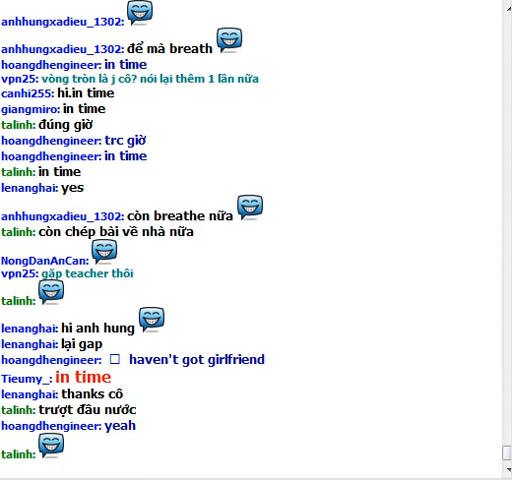 anhhungxadieu_1302:
anhhungxadieu_1302: để mà breath
hoangdhengineer: in time
vpn25: vòng tròn là j cô? nói lại thêm 1 lần nữa
canhi255: hi.in time
giangmiro: in time
talinh: đúng giờ
hoangdhengineer: trc giờ
hoangdhengineer: in time
talinh: in time
lenanghai: yes
anhhungxadieu_1302: còn breathe nữa
talinh: còn chép bài về nhà nữa
NongDanAnCan:
vpn25: gặp teacher thôi
talinh:
lenanghai: hi anh hung
lenanghai: lại gap
hoangdhengineer: □ haven't got girlfriend
Tieumy_: in time
lenanghai: thanks cô
talinh: trượt đầu nước
hoangdhengineer: yeah
talinh: